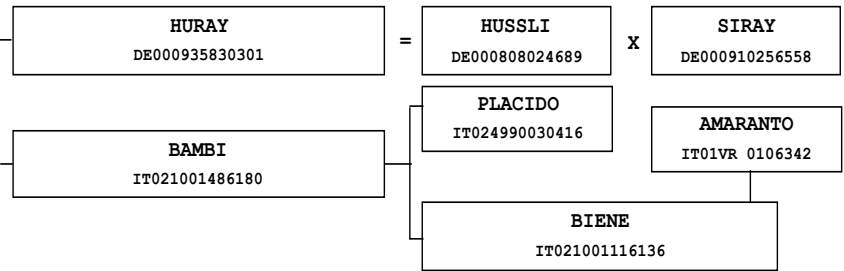 HURAY
DE000935830301
=
HUSSLI
DE000808024689
X
SIRAY
DE000910256558
PLACIDO
IT024990030416
AMARANTO
IT01VR 0106342
BAMBI
IT021001486180
BIENE
IT021001116136